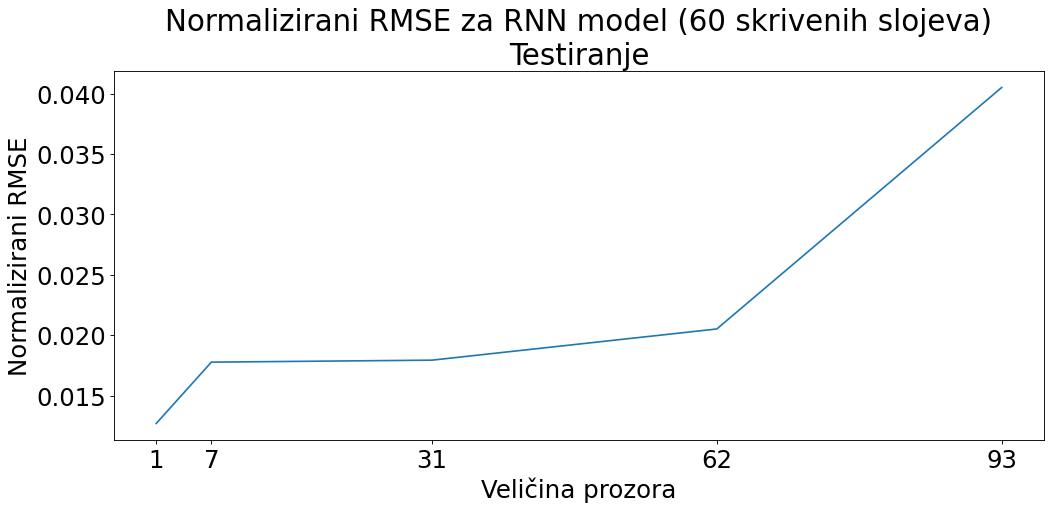 Normalizirani RMSE za RNN model (60 skrivenih slojeva)
Testiranje
Normalizirani RMSE
0.040
0.035
0.030
0.025
0.020
0.015
1 7 31 62 93
Veličina prozora